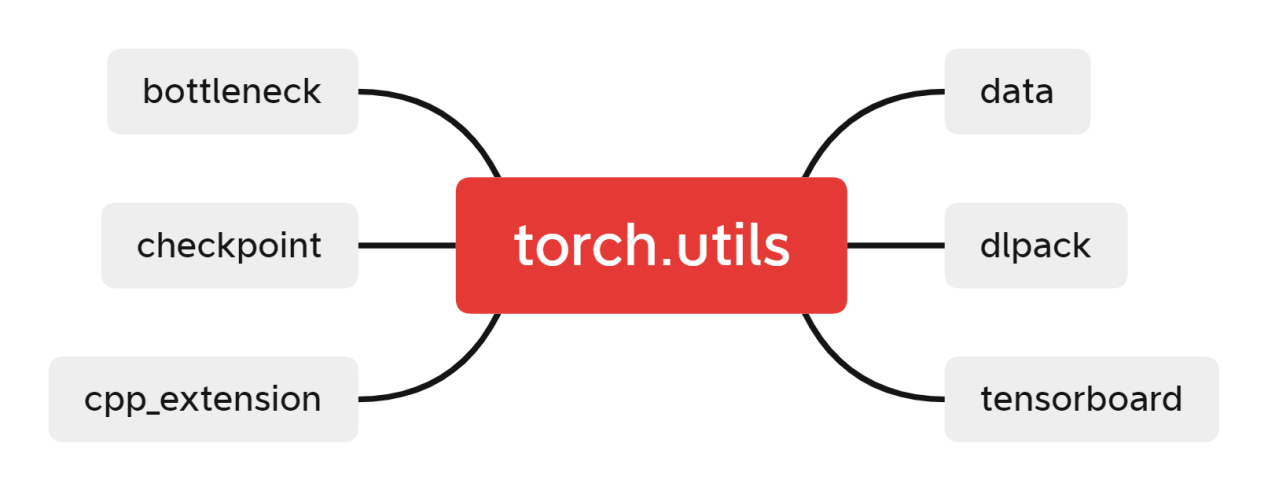 bottleneck
data
checkpoint
torch.utils
dlpack
cpp_extension
tensorboard